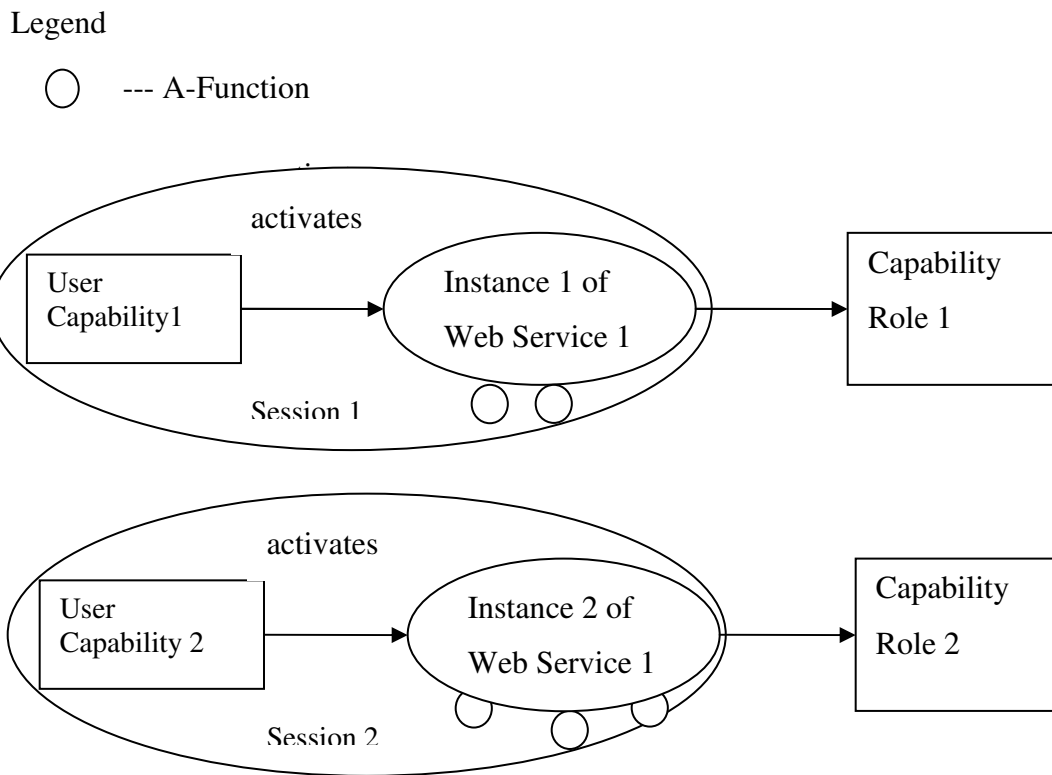 Legend
--- A-Function
activates
User
Capability1
Instance 1 of
Web Service 1
Capability
Role 1
Session 1
activates
User
Capability 2
Instance 2 of
Web Service 1
Capability
Role 2
Session 2